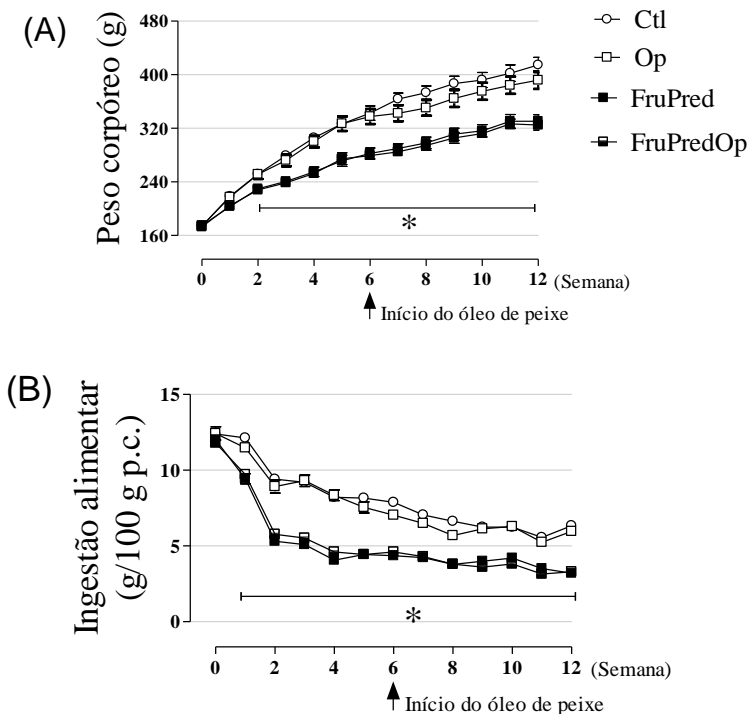 (A)
Peso corpóreo (g)
480
400
320
240
160
*
0 2 4 6 8 10 12 (Semana)
Início do óleo de peixe
Ctl
Op
FruPred
FruPredOp
(B)
Ingestão alimentar
(g/100 g p.c.)
15
10
5
0
*
0 2 4 6 8 10 12 (Semana)
Início do óleo de peixe